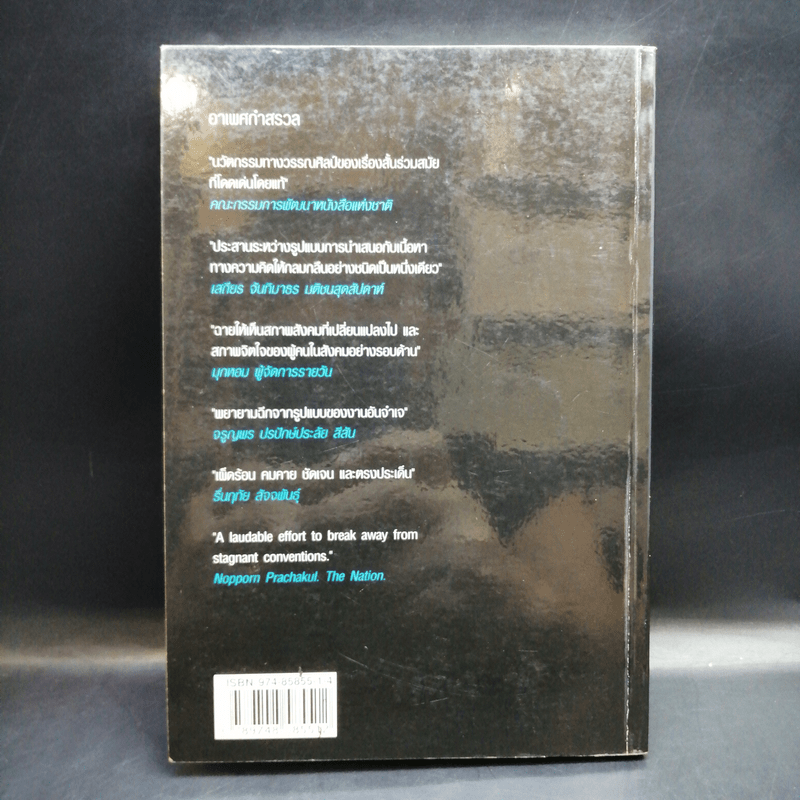 อาเพศกำสรวล
"นวัตกรรมทางวรรณศิลป์ของเรื่องสั้นร่วมสมัย
ที่โดดเด่นโดยแท้"
คณะกรรมการพัฒนาหนังสือแห่งชาติ
"ประสานระหว่างรูปแบบการนำเสนอกับเนื้อหา
ทางความคิดให้กลมกลืนอย่างชนิดเป็นหนึ่งเดียว"
เสถียร จันทิมาธร มติชนสุดสัปดาห์
"ฉายให้เห็นสภาพสังคมที่เปลี่ยนแปลงไป และ
สภาพจิตใจของผู้คนในสังคมอย่างรอบด้าน"
มุกหอม ผู้จัดการรายวัน
"พยายามฉีกจากรูปแบบของงานอันจำเจ"
จรูญพร ปรปักษ์ประลัย สีสัน
"เผ็ดร้อน คมคาย ชัดเจน และตรงประเด็น"
รื่นฤทัย สัจจพันธุ์
"A laudable effort to break away from
stagnant conventions."
Nopporn Prachakul. The Nation.
ISBN 974-85855-1-4